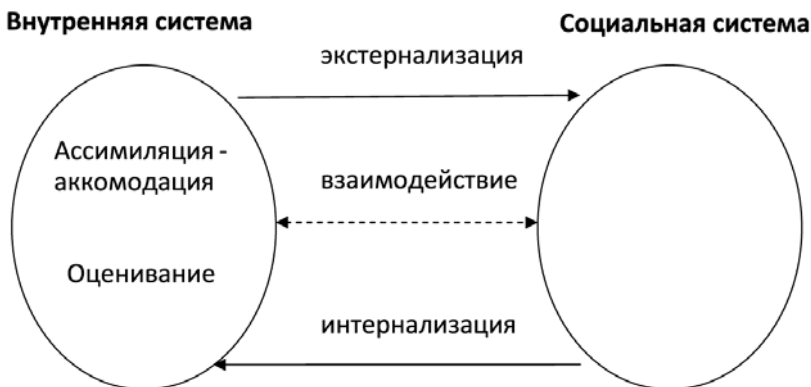 Внутренняя система
Социальная система
экстернализация
Ассимиляция -
аккомодация
взаимодействие
Оценивание
интернализация